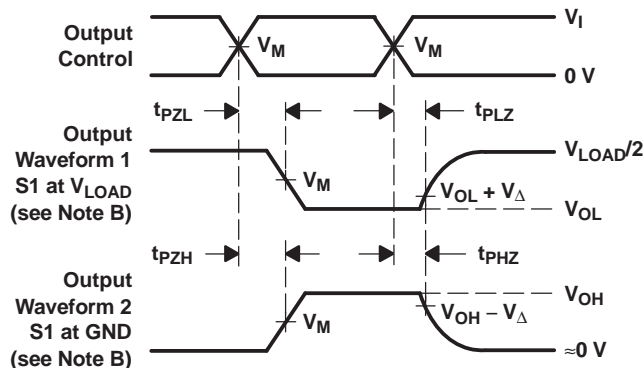 Output
Control
V_M
V_M
V_I
0 V
t_PZL
t_PLZ
Output
Waveform 1
S1 at V_LOAD
(see Note B)
V_M
V_LOAD/2
V_OL + V_Δ
V_OL
t_PZH
t_PHZ
Output
Waveform 2
S1 at GND
(see Note B)
V_M
V_OH
V_OH − V_Δ
≈0 V